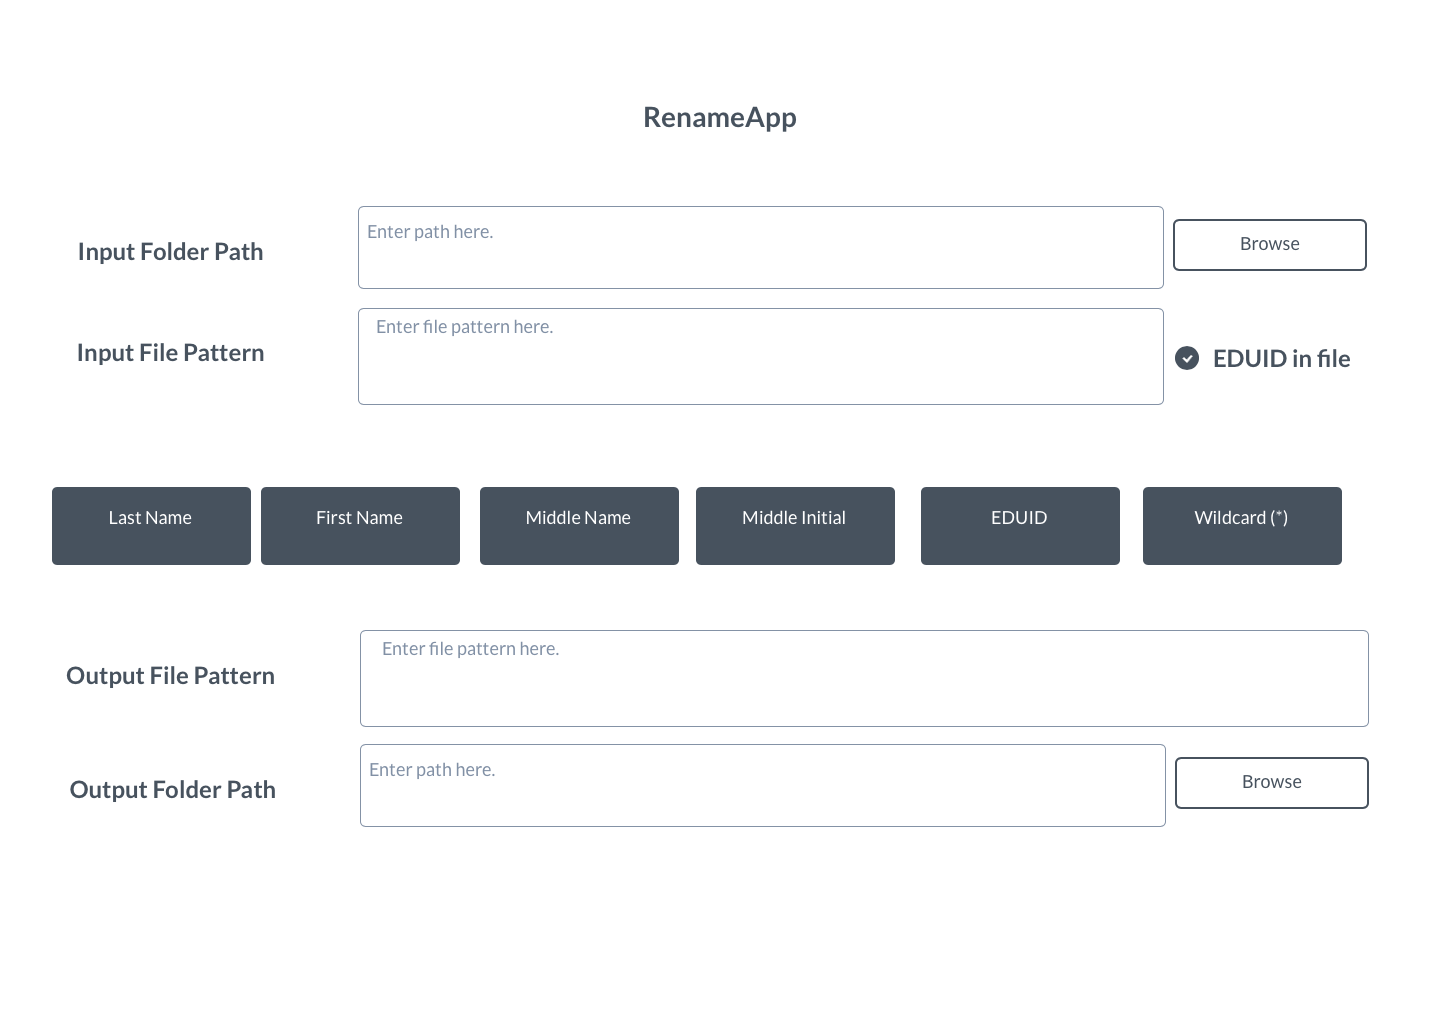 RenameApp
Input Folder Path
Enter path here.
Browse
Input File Pattern
Enter file pattern here.
EDUID in file
Last Name
First Name
Middle Name
Middle Initial
EDUID
Wildcard (*)
Output File Pattern
Enter file pattern here.
Output Folder Path
Enter path here.
Browse